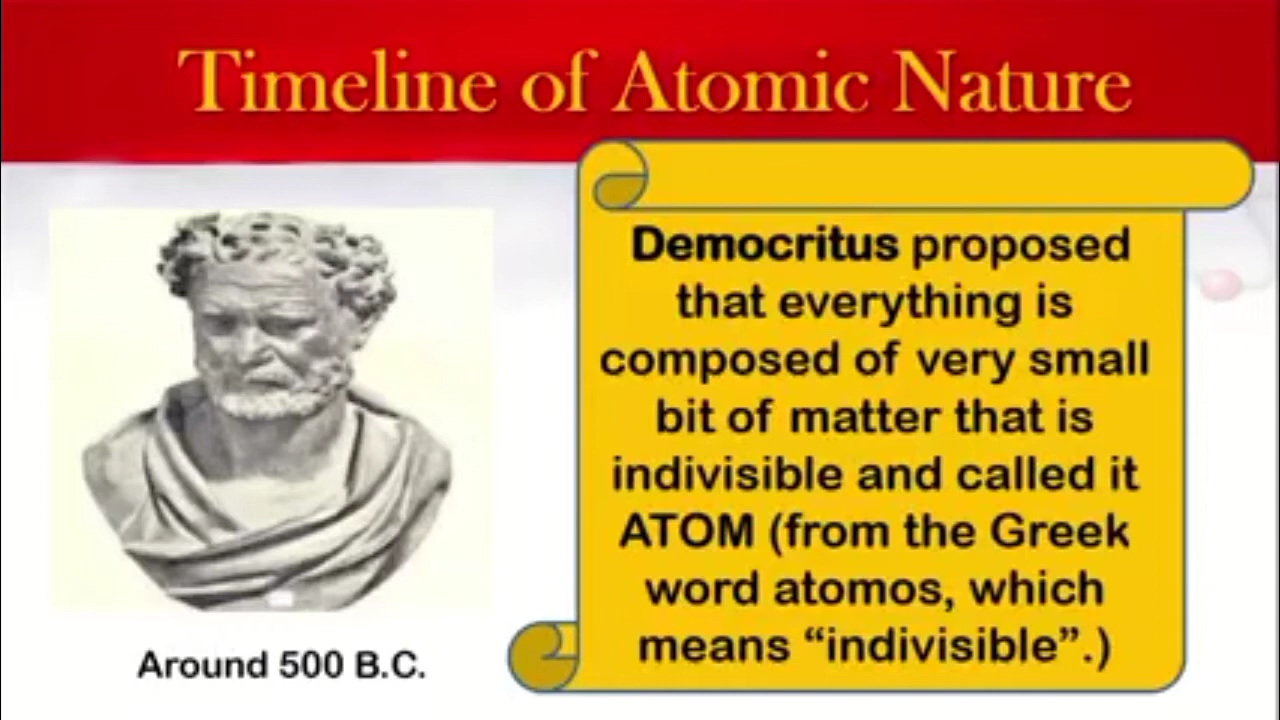 Timeline of Atomic Nature
Democritus proposed
that everything is
composed of very small
bit of matter that is
indivisible and called it
ATOM (from the Greek
word atomos, which
means “indivisible”.)
Around 500 B.C.